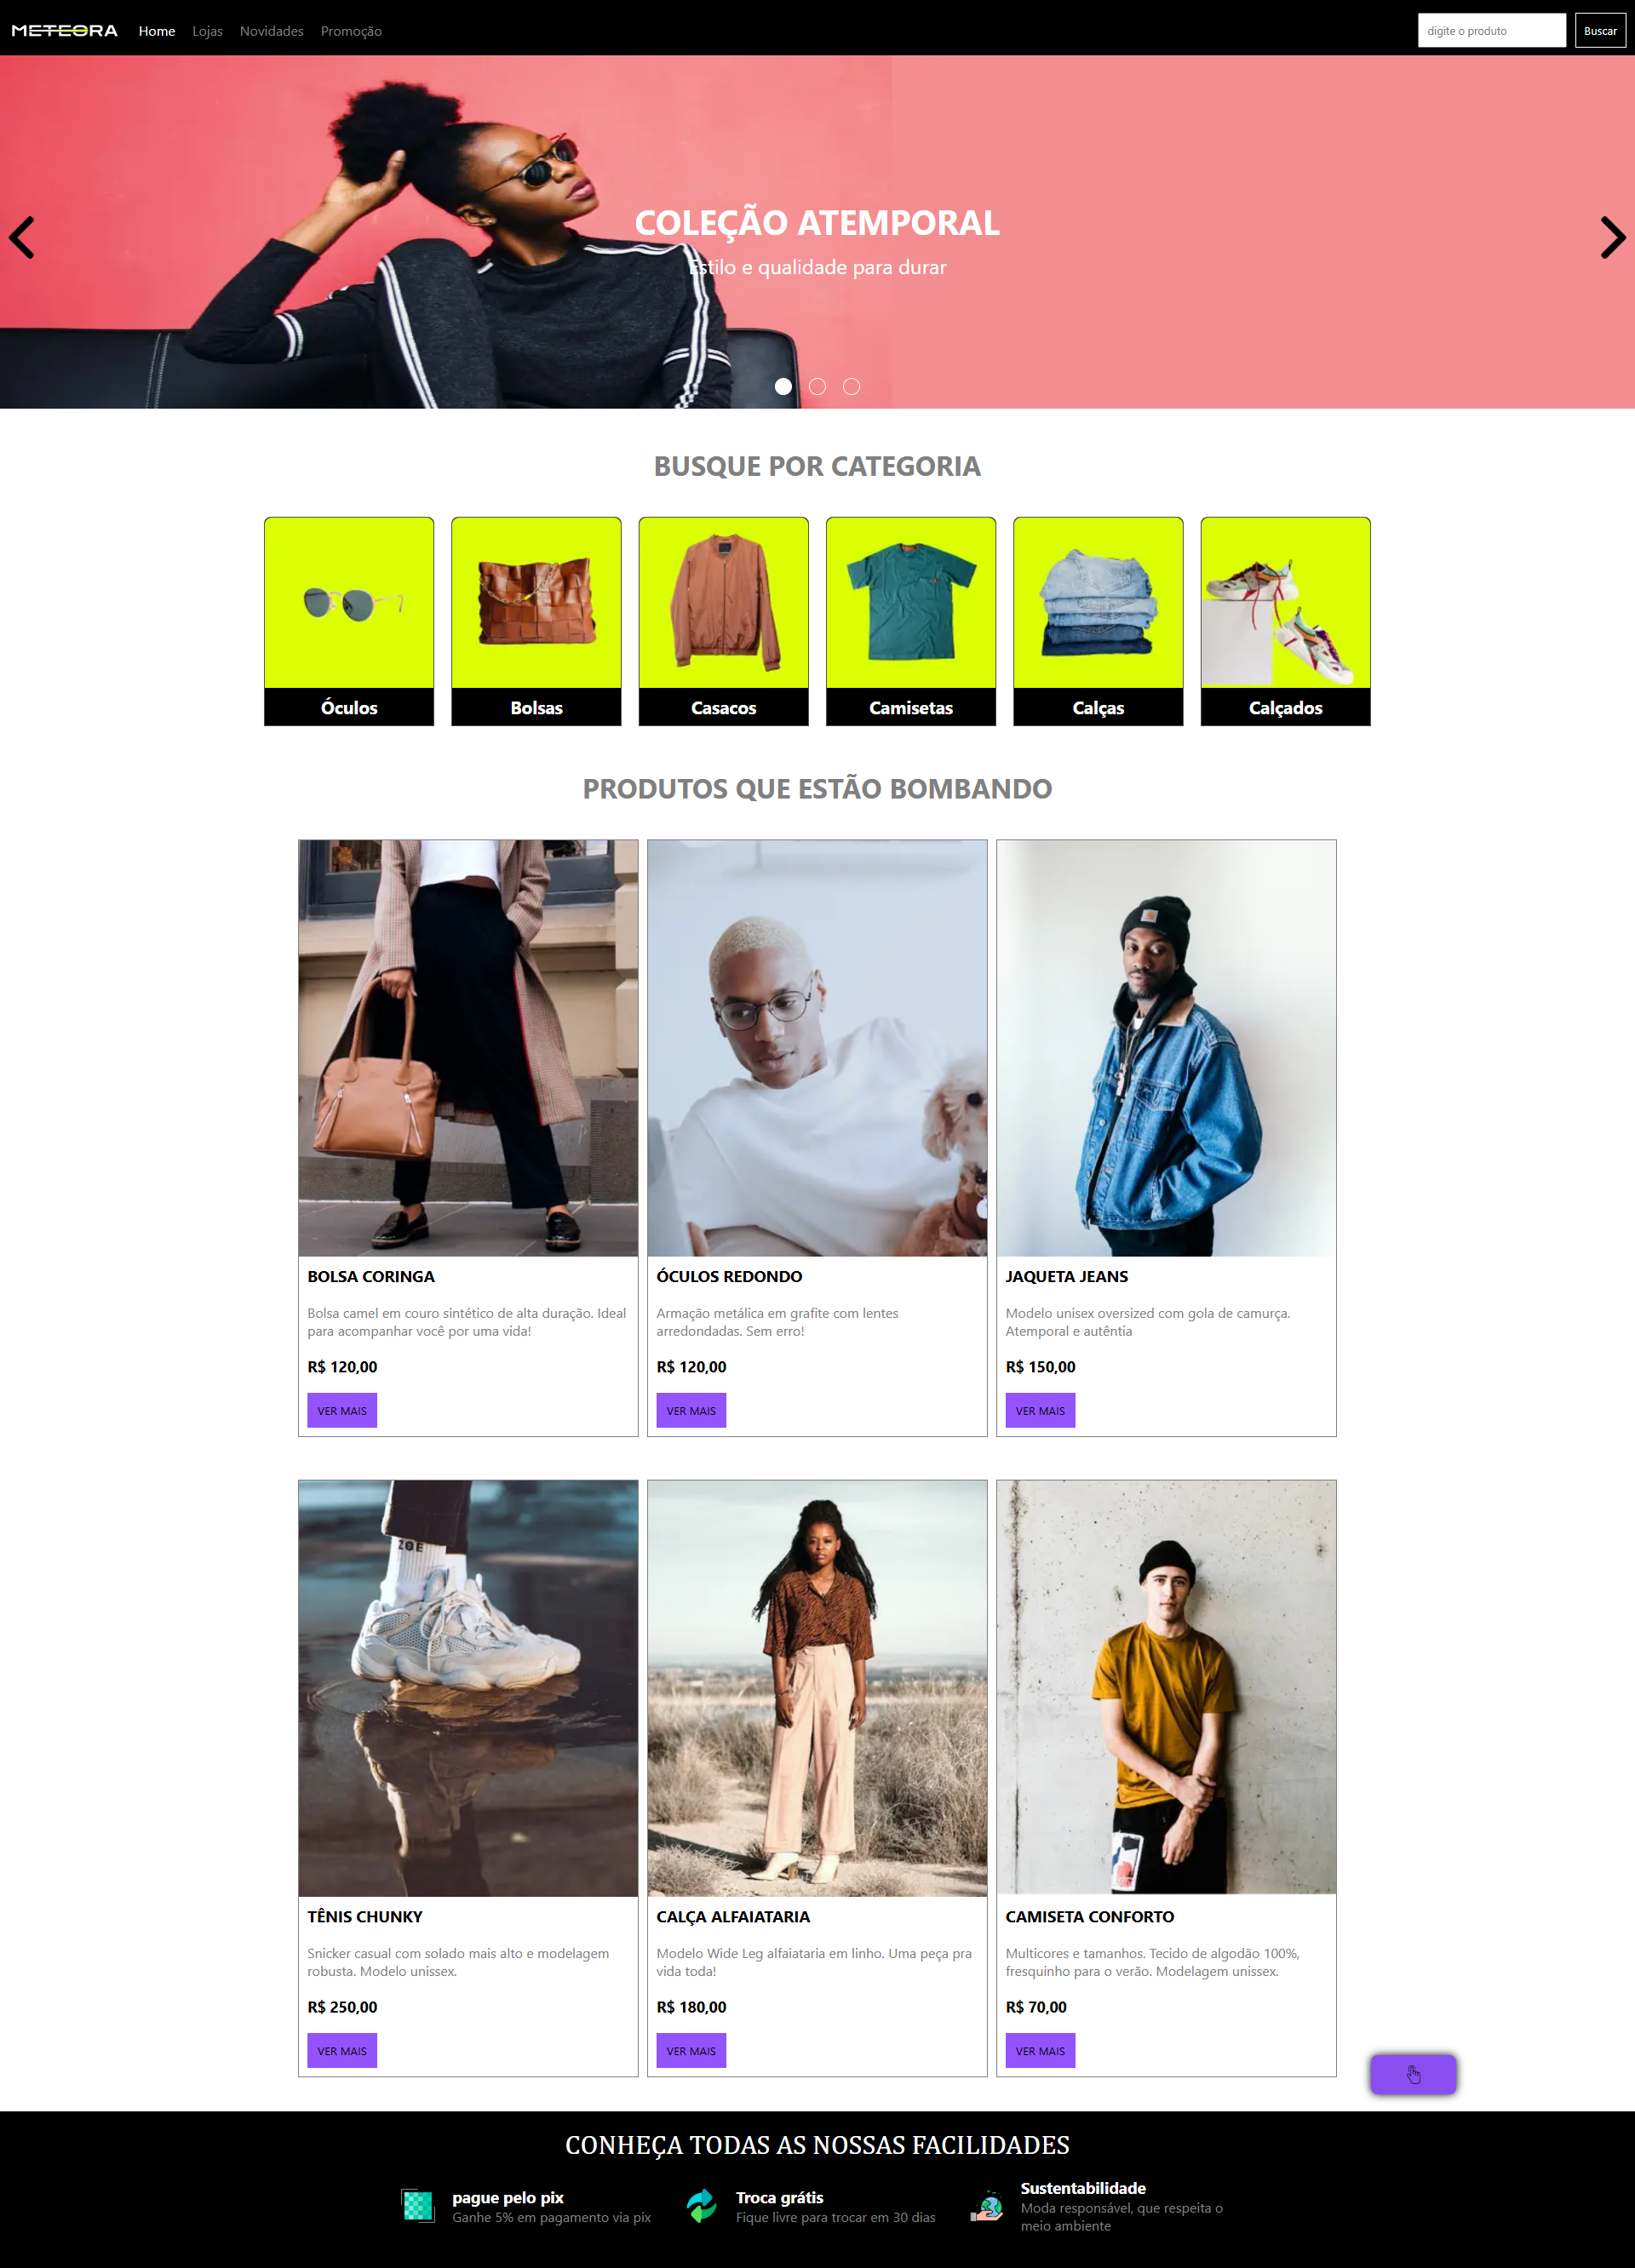 METEORA
Home
Lojas
Novidades
Promoção
digite o produto
Buscar
COLEÇÃO ATEMPORAL
Estilo e qualidade para durar
BUSQUE POR CATEGORIA
Óculos
Bolsas
Casacos
Camisetas
Calças
Calçados
PRODUTOS QUE ESTÃO BOMBANDO
BOLSA CORINGA
Bolsa camel em couro sintético de alta duração. Ideal
para acompanhar você por uma vida!
R$ 120,00
VER MAIS
ÓCULOS REDONDO
Armação metálica em grafite com lentes
arredondadas. Sem erro!
R$ 120,00
VER MAIS
JAQUETA JEANS
Modelo unisex oversized com gola de camurça.
Atemporal e autêntia
R$ 150,00
VER MAIS
ZOE
TÊNIS CHUNKY
Snicker casual com solado mais alto e modelagem
robusta. Modelo unissex.
R$ 250,00
VER MAIS
CALÇA ALFAIATARIA
Modelo Wide Leg alfaiataria em linho. Uma peça pra
vida toda!
R$ 180,00
VER MAIS
CAMISETA CONFORTO
Multicores e tamanhos. Tecido de algodão 100%,
fresquinho para o verão. Modelagem unissex.
R$ 70,00
VER MAIS
CONHEÇA TODAS AS NOSSAS FACILIDADES
pague pelo pix
Ganhe 5% em pagamento via pix
Troca grátis
Fique livre para trocar em 30 dias
Sustentabilidade
Moda responsável, que respeita o
meio ambiente